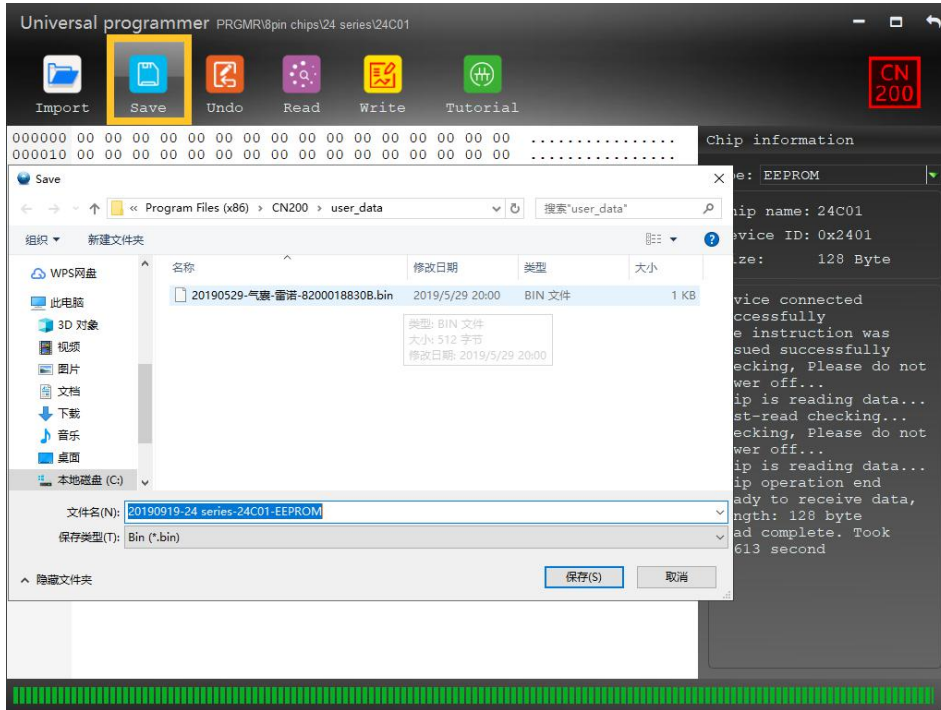 Universal programmer PRGMR\8pin chips\24 series\24C01
Import Save Undo Read Write Tutorial
CN
200
000000 00 00 00 00 00 00 00 00 00 00 00 00 00 00 00 00 ................
000010 00 00 00 00 00 00 00 00 00 00 00 00 00 00 00 00 ................
Chip information
Save
pe: EEPROM
« Program Files (x86) › CN200 › user_data
搜索"user_data"
hip name: 24C01
组织 新建文件夹
evice ID: 0x2401
ze: 128 Byte
名称 修改日期 类型 大小
WPS网盘
20190529-气囊-雷诺-8200018830B.bin 2019/5/29 20:00 BIN 文件 1 KB
类型: BIN 文件
大小: 512 字节
修改日期: 2019/5/29 20:00
此电脑
3D 对象
视频
图片
文档
下载
音乐
桌面
本地磁盘 (C:)
vice connected
ccessfully
e instruction was
sued successfully
ecking, Please do not
wer off...
ip is reading data...
st-read checking...
ecking, Please do not
wer off...
ip is reading data...
ip operation end
ady to receive data,
ngth: 128 byte
ad complete. Took
613 second
文件名(N): 20190919-24 series-24C01-EEPROM
保存类型(T): Bin (*.bin)
隐藏文件夹
保存(S) 取消